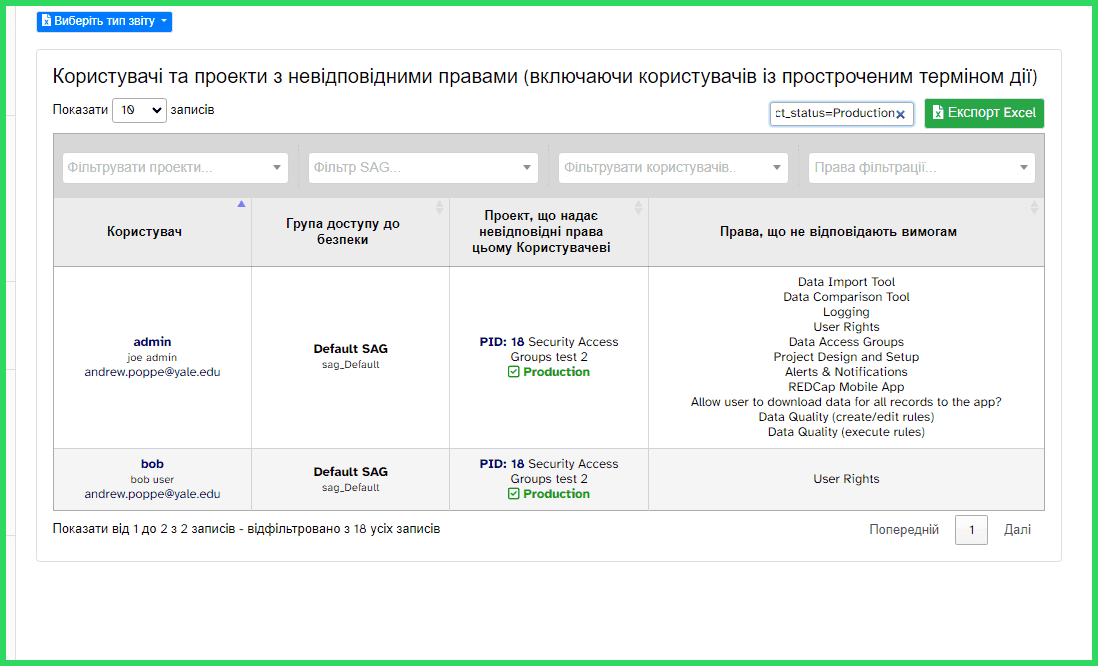 Виберіть тип звіту
Користувачі та проекти з невідповідними правами (включаючи користувачів із простроченим терміном дії)
Показати 10 записів
ct_status=Production
Експорт Excel
Фільтрувати проекти...
Фільтр SAG...
Фільтрувати користувачів..
Права фільтрації...
Користувач
Група доступу до
безпеки
Проект, що надає
невідповідні права
цьому Користувачеві
Права, що не відповідають вимогам
admin
joe admin
andrew.poppe@yale.edu
Default SAG
sag_Default
PID: 18 Security Access
Groups test 2
Production
Data Import Tool
Data Comparison Tool
Logging
User Rights
Data Access Groups
Project Design and Setup
Alerts & Notifications
REDCap Mobile App
Allow user to download data for all records to the app?
Data Quality (create/edit rules)
Data Quality (execute rules)
bob
bob user
andrew.poppe@yale.edu
Default SAG
sag_Default
PID: 18 Security Access
Groups test 2
Production
User Rights
Показати від 1 до 2 з 2 записів - відфільтровано з 18 усіх записів
Попередній 1 Далі